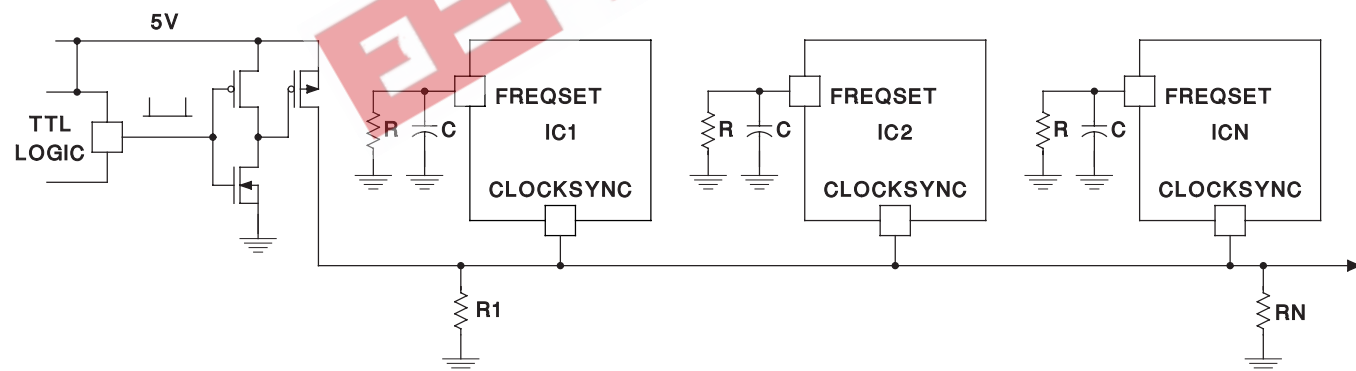 5V
TTL
LOGIC
R
C
FREQSET
IC1
CLOCKSYNC
R
C
FREQSET
IC2
CLOCKSYNC
R
C
FREQSET
ICN
CLOCKSYNC
R1
RN